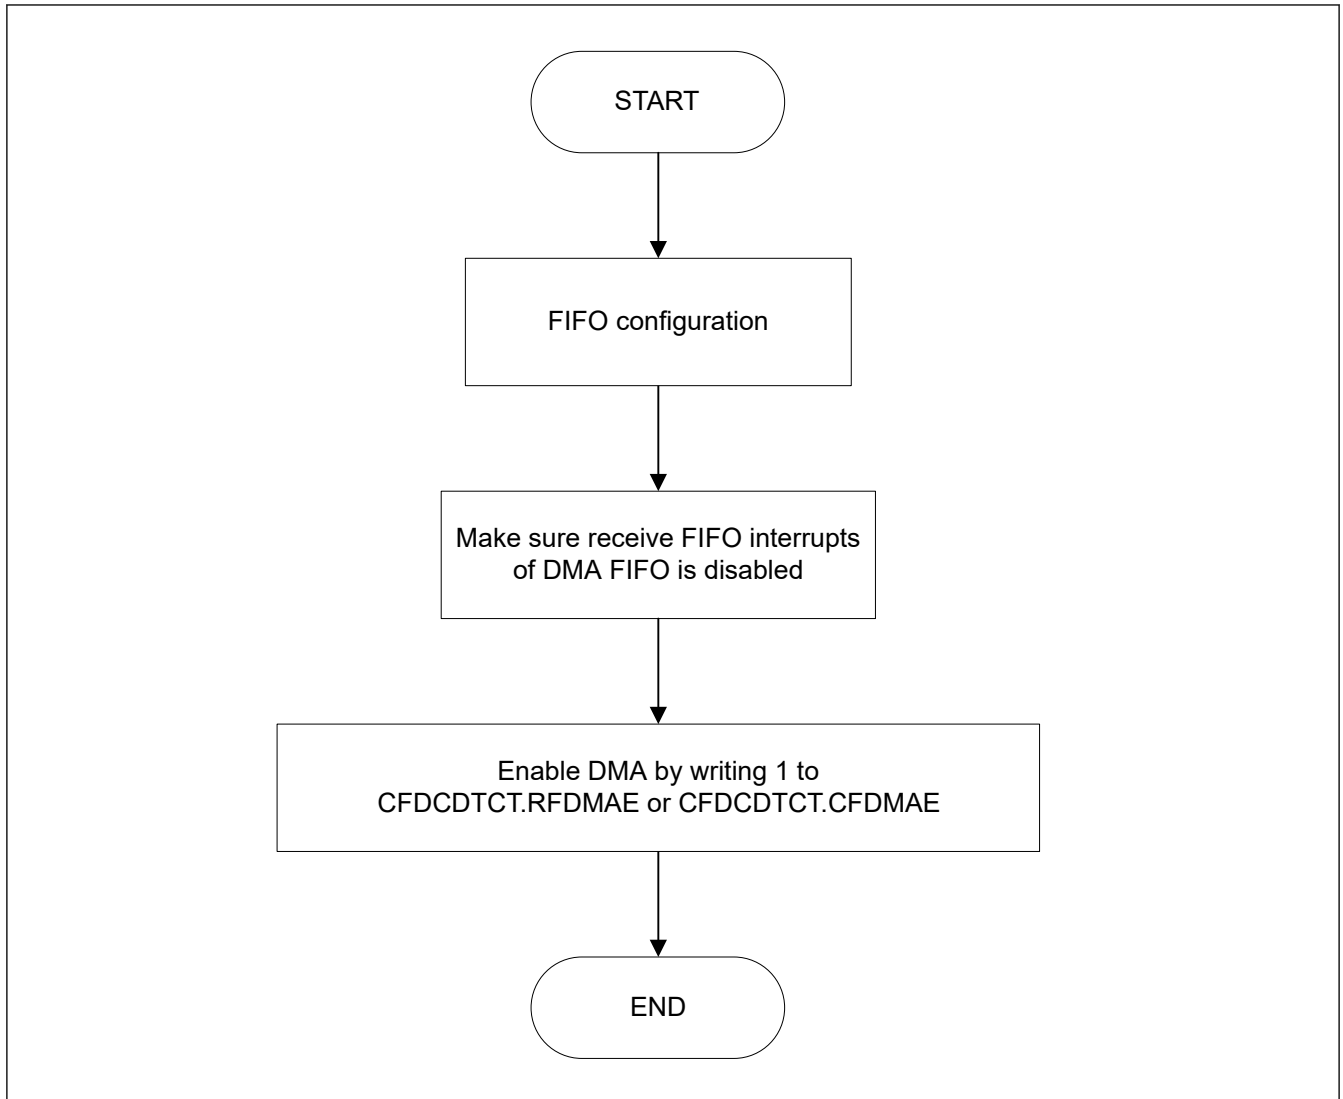 START
FIFO configuration
Make sure receive FIFO interrupts
of DMA FIFO is disabled
Enable DMA by writing 1 to
CFDCDTCT.RFDMAE or CFDCDTCT.CFDMAE
END